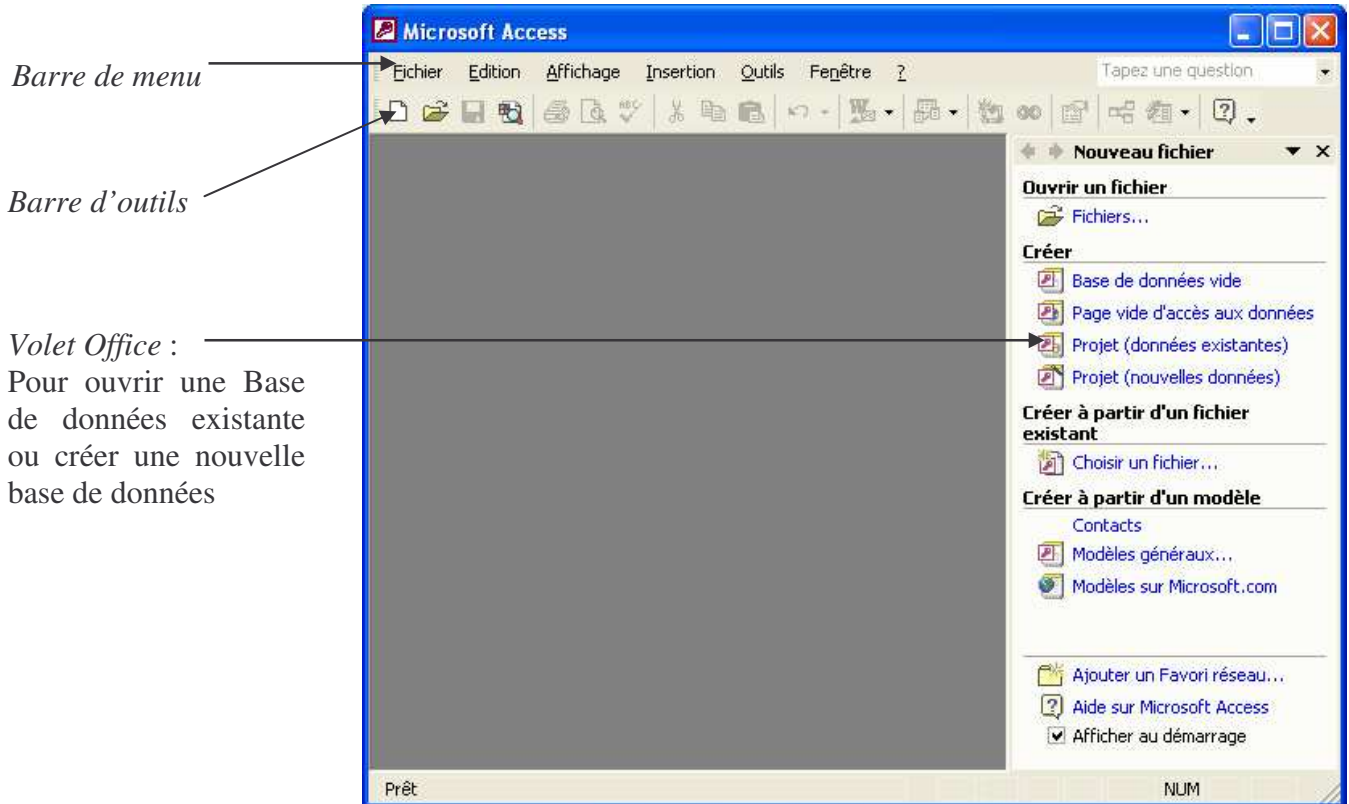 Microsoft Access
Barre de menu
Fichier Edition Affichage Insertion Outils Fenêtre ? Tapez une question
Barre d'outils
Nouveau fichier
Ouvrir un fichier
Fichiers...
Créer
Base de données vide
Page vide d'accès aux données
Projet (données existantes)
Projet (nouvelles données)
Créer à partir d'un fichier
existant
Choisir un fichier...
Créer à partir d'un modèle
Contacts
Modèles généraux...
Modèles sur Microsoft.com
Ajouter un Favori réseau...
Aide sur Microsoft Access
Afficher au démarrage
Volet Office :
Pour ouvrir une Base
de données existante
ou créer une nouvelle
base de données
Prêt NUM